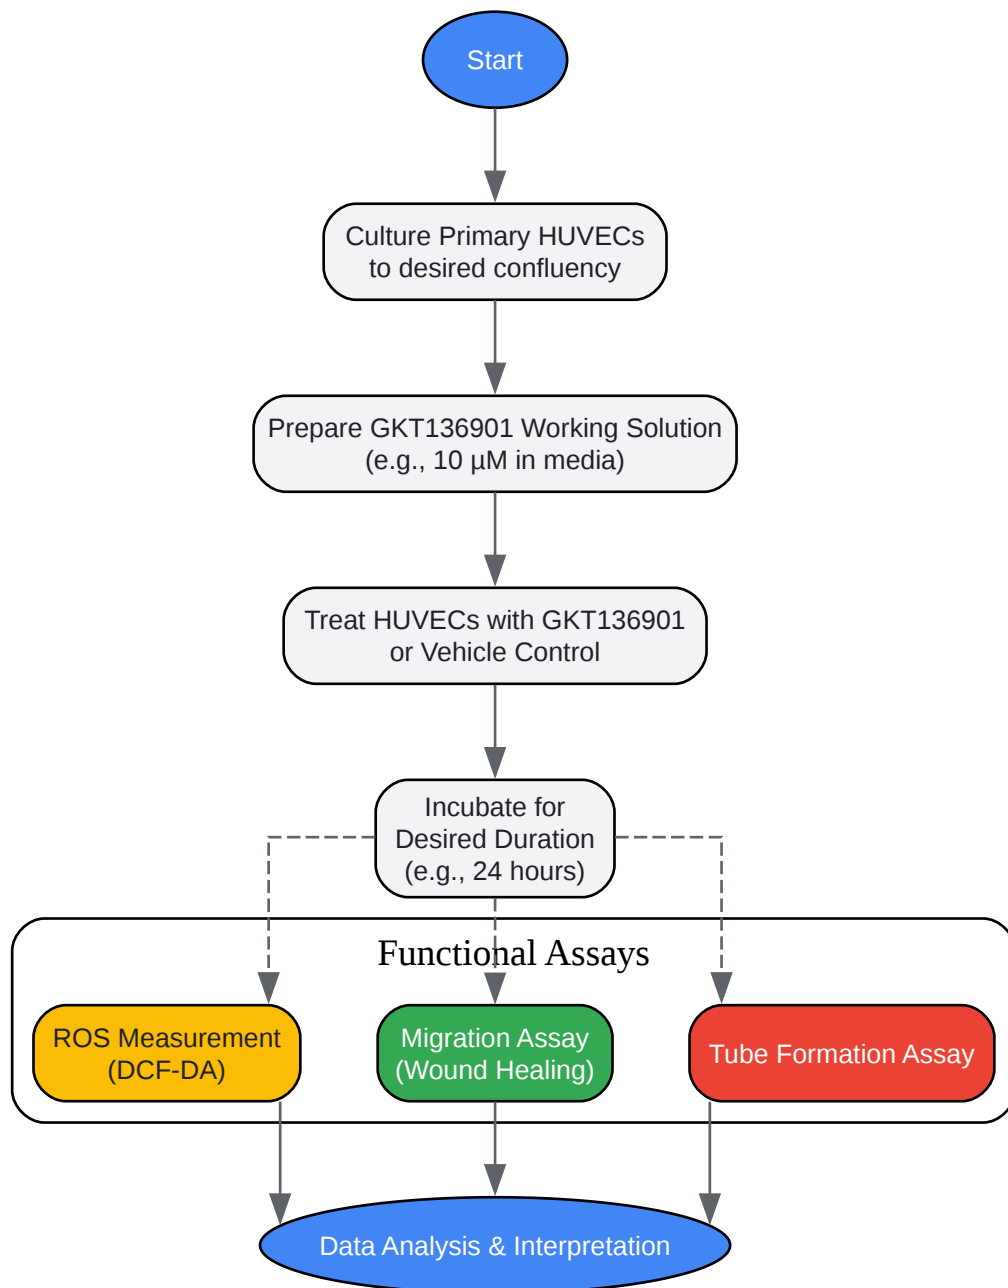 Start
Culture Primary HUVECs
to desired confluency
Prepare GKT136901 Working Solution
(e.g., 10 µM in media)
Treat HUVECs with GKT136901
or Vehicle Control
Incubate for
Desired Duration
(e.g., 24 hours)
Functional Assays
ROS Measurement
(DCF-DA)
Migration Assay
(Wound Healing)
Tube Formation Assay
Data Analysis & Interpretation